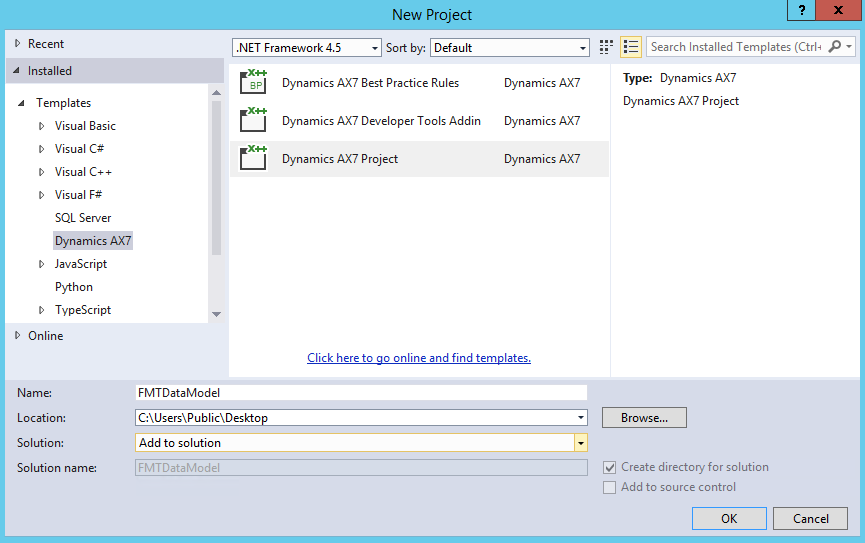 New Project
?
x
Recent
Installed
Templates
Visual Basic
Visual C#
Visual C++
Visual F#
SQL Server
Dynamics AX7
JavaScript
Python
TypeScript
Online
.NET Framework 4.5
Sort by:
Default
Search Installed Templates (Ctrl+
X++
BP
Dynamics AX7 Best Practice Rules
Dynamics AX7
X++
Dynamics AX7 Developer Tools Addin
Dynamics AX7
X++
Dynamics AX7 Project
Dynamics AX7
Click here to go online and find templates.
Type: Dynamics AX7
Dynamics AX7 Project
Name:
FMTDataModel
Location:
C:\Users\Public\Desktop
Browse...
Solution:
Add to solution
Solution name:
FMTDataModel
Create directory for solution
Add to source control
OK
Cancel